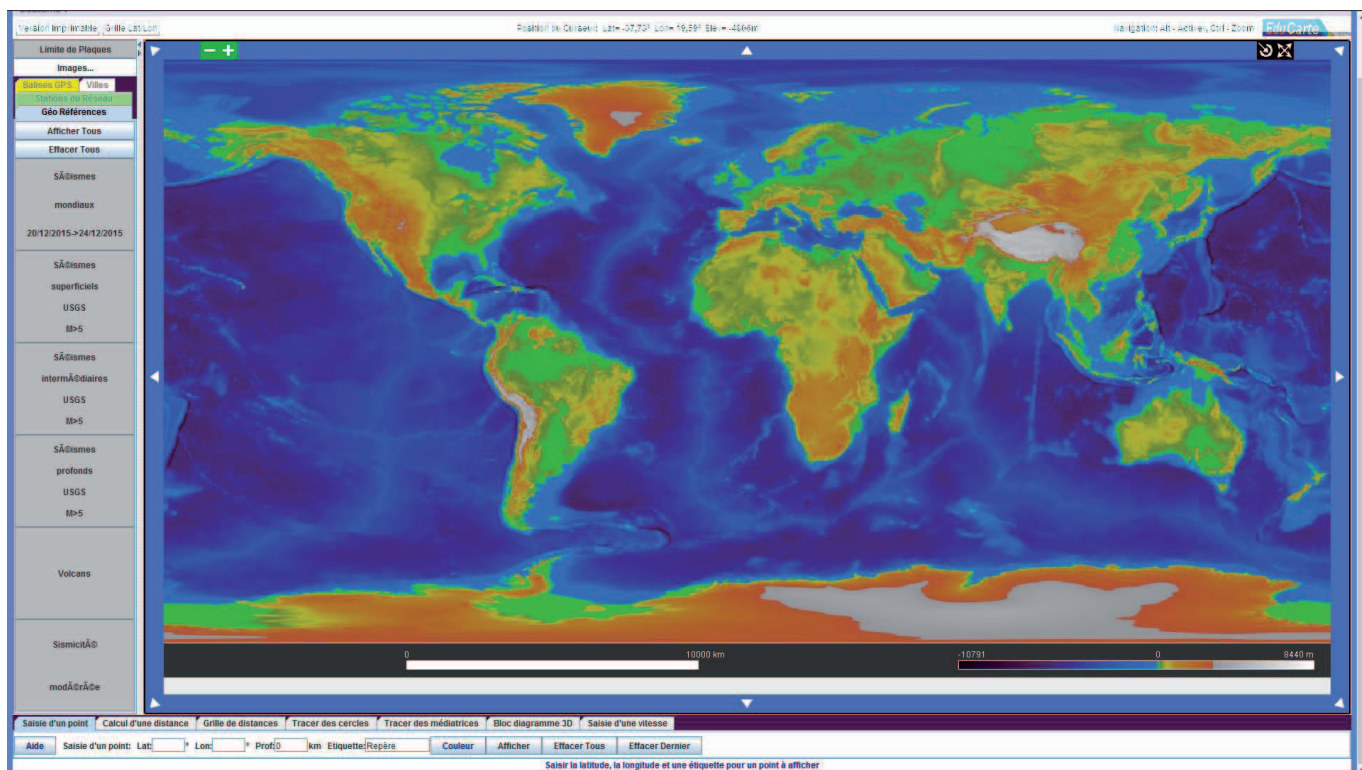 Version Imprimable Grille Lat Lon
Position du Curseur: Lat= -37,73° Lon= 19,59° Ele = -4806m
Navigation: Alt - Activer, Ctrl - Zoom
EduCarte
Limite de Plaques
Images...
Balises GPS Villes
Stations du Réseau
Géo Références
Afficher Tous
Effacer Tous
SÃ©ismes
mondiaux
20/12/2015->24/12/2015
SÃ©ismes
superficiels
USGS
M>5
SÃ©ismes
intermÃ©diaires
USGS
M>5
SÃ©ismes
profonds
USGS
M>5
Volcans
SismicitÃ©
modÃ©rÃ©e
0 10000 km
-10791 0 8440 m
Saisie d'un point Calcul d'une distance Grille de distances Tracer des cercles Tracer des médiatrices Bloc diagramme 3D Saisie d'une vitesse
Aide Saisie d'un point: Lat: ° Lon: ° Prof: 0 km Etiquette: Repère Couleur Afficher Effacer Tous Effacer Dernier
Saisir la latitude, la longitude et une étiquette pour un point à afficher